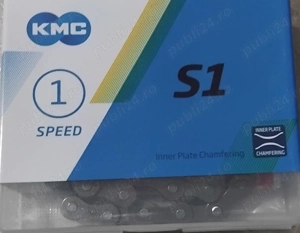 KMC
1
SPEED
S1
Inner Plate Chamfering
INNER PLATE
CHAMFERING